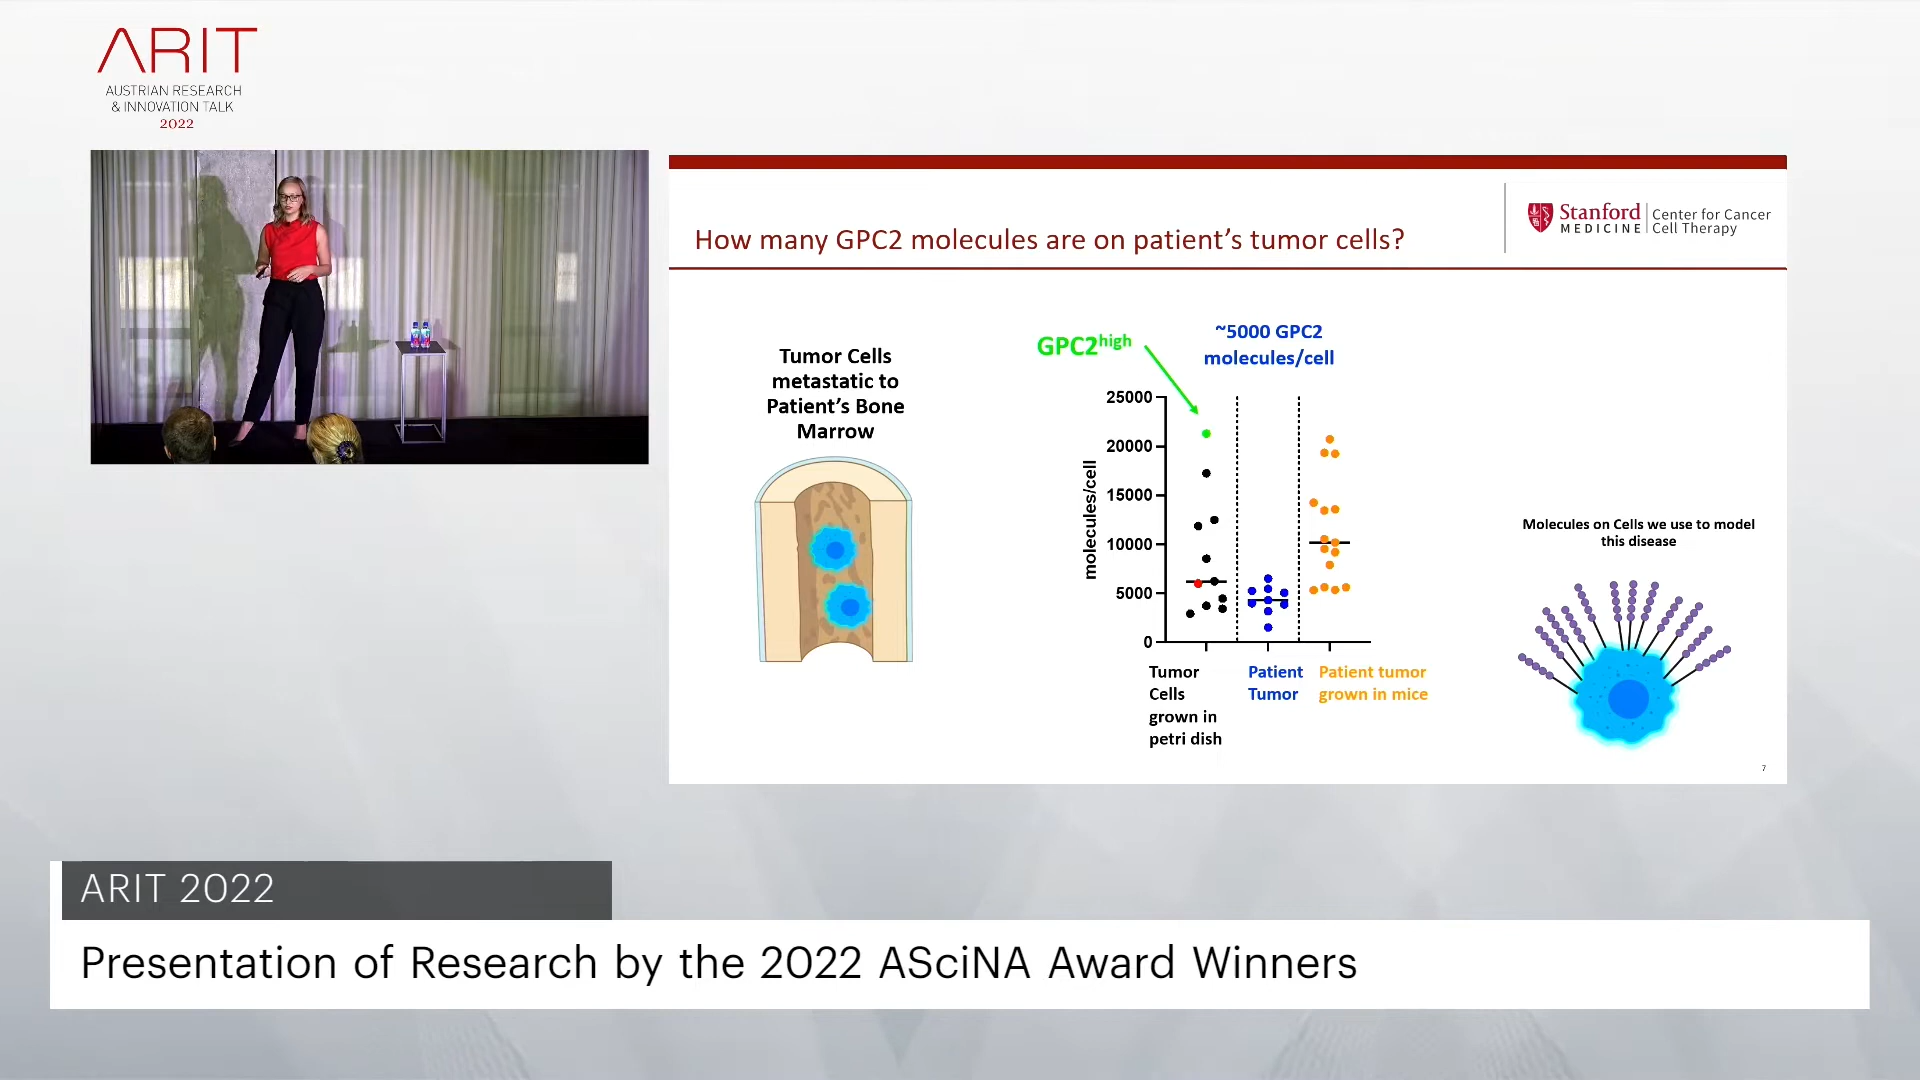 ARIT
AUSTRIAN RESEARCH
& INNOVATION TALK
2022
Stanford
MEDICINE
Center for Cancer
Cell Therapy
How many GPC2 molecules are on patient's tumor cells?
Tumor Cells
metastatic to
Patient's Bone
Marrow
GPC2high
~5000 GPC2
molecules/cell
molecules/cell
25000
20000
15000
10000
5000
0
Tumor
Cells
grown in
petri dish
Patient
Tumor
Patient tumor
grown in mice
Molecules on Cells we use to model
this disease
7
ARIT 2022
Presentation of Research by the 2022 ASciNA Award Winners